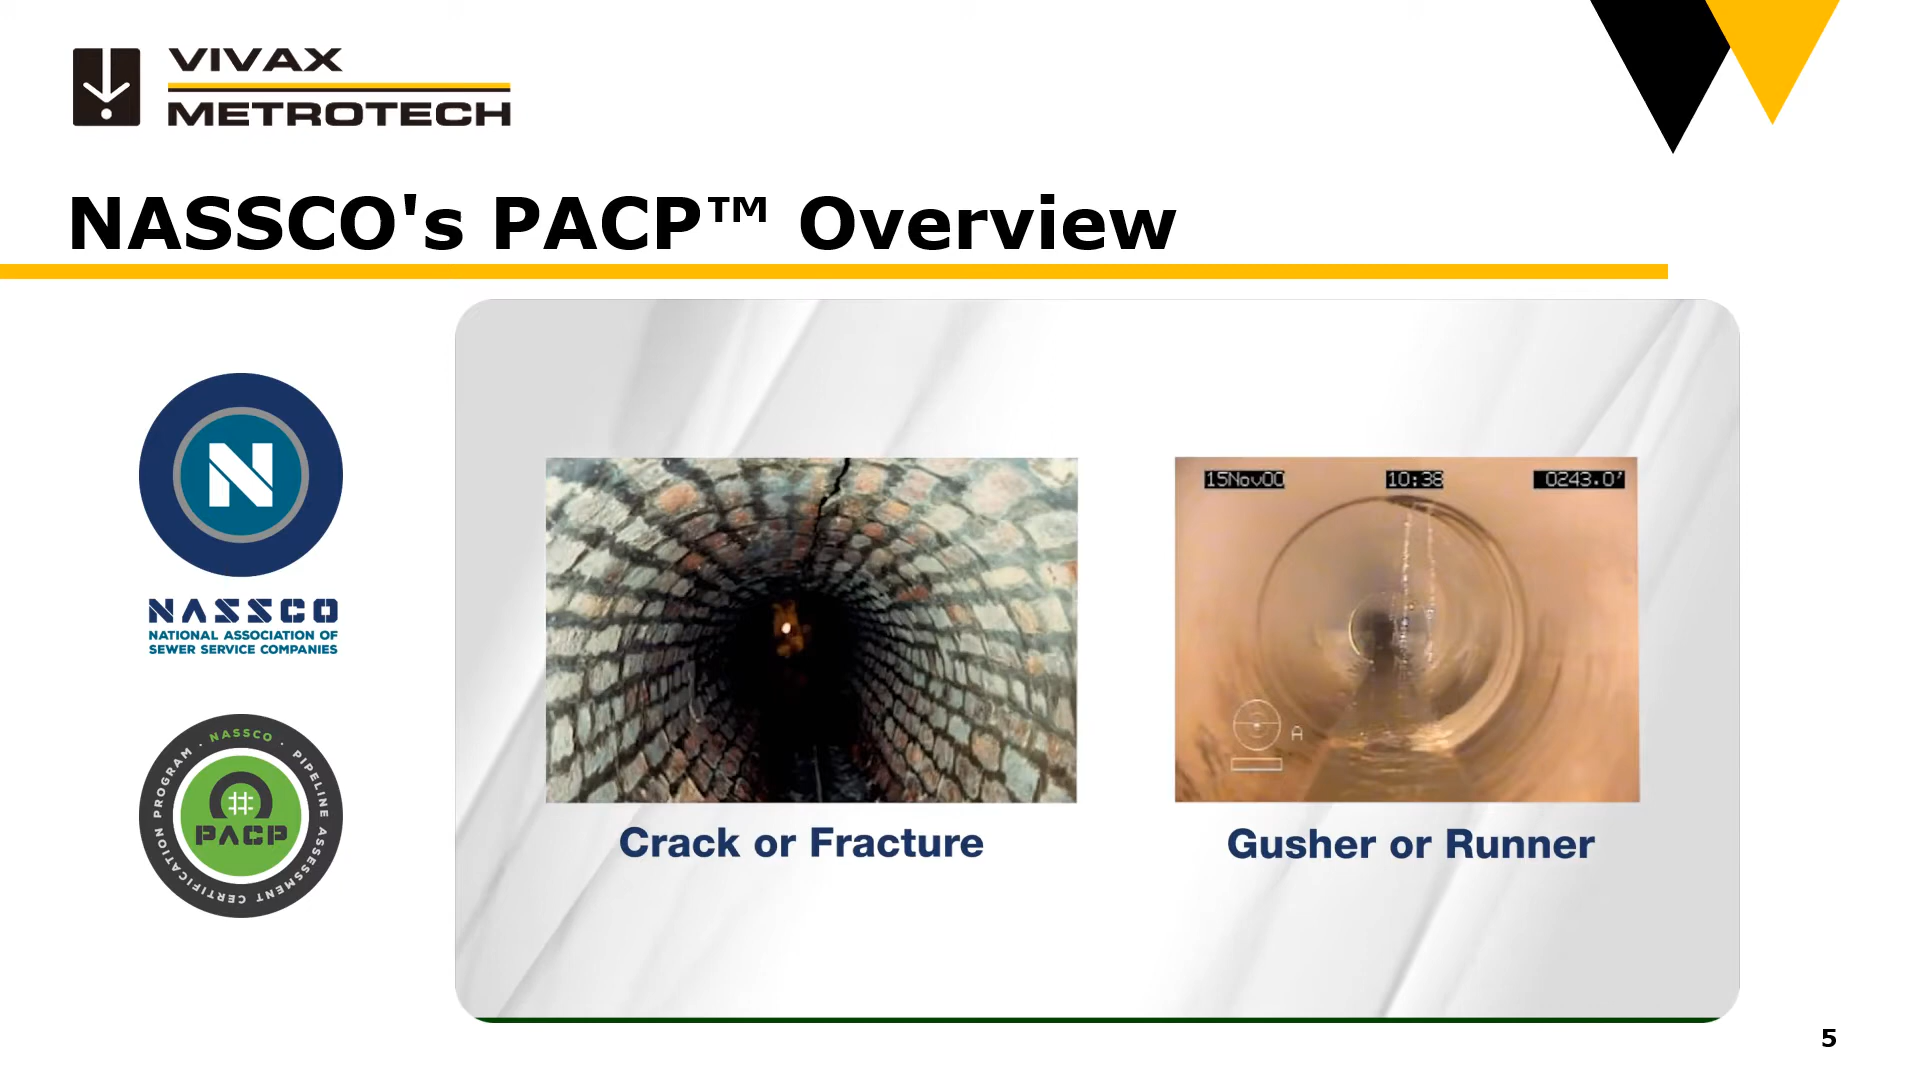 VIVAX
METROTECH
NASSCO's PACP™ Overview
N
NASSCO
NATIONAL ASSOCIATION OF
SEWER SERVICE COMPANIES
· NASSCO · PIPELINE ASSESSMENT CERTIFICATION PROGRAM
PACP
15Nov00 10:38 0243.0'
A
Crack or Fracture
Gusher or Runner
5